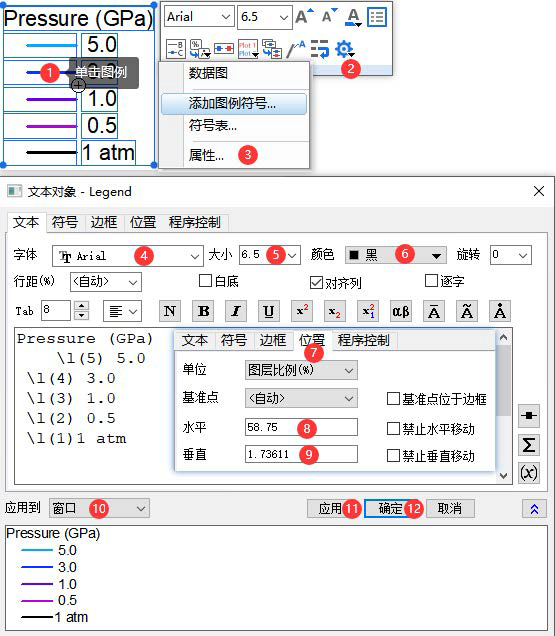 Pressure (GPa)
5.0
1 单击图例
1.0
0.5
1 atm
Arial 6.5 A A A
2
数据图
添加图例符号...
符号表...
属性... 3
文本对象 - Legend
文本 符号 边框 位置 程序控制
字体 Arial 4 大小 6.5 5 颜色 黑 6 旋转 0
行距(%) <自动> 白底 对齐列 逐字
Tab 8 N B I U x² x₂ x²₁ αβ A A A
Pressure (GPa)
\l(5) 5.0
\l(4) 3.0
\l(3) 1.0
\l(2) 0.5
\l(1)1 atm
文本 符号 边框 位置 程序控制
7
单位 图层比例(%)
基准点 <自动> 基准点位于边框
水平 58.75 8 禁止水平移动
垂直 1.73611 9 禁止垂直移动
Σ
(x)
应用到 窗口 10 应用 11 确定 12 取消
Pressure (GPa)
5.0
3.0
1.0
0.5
1 atm